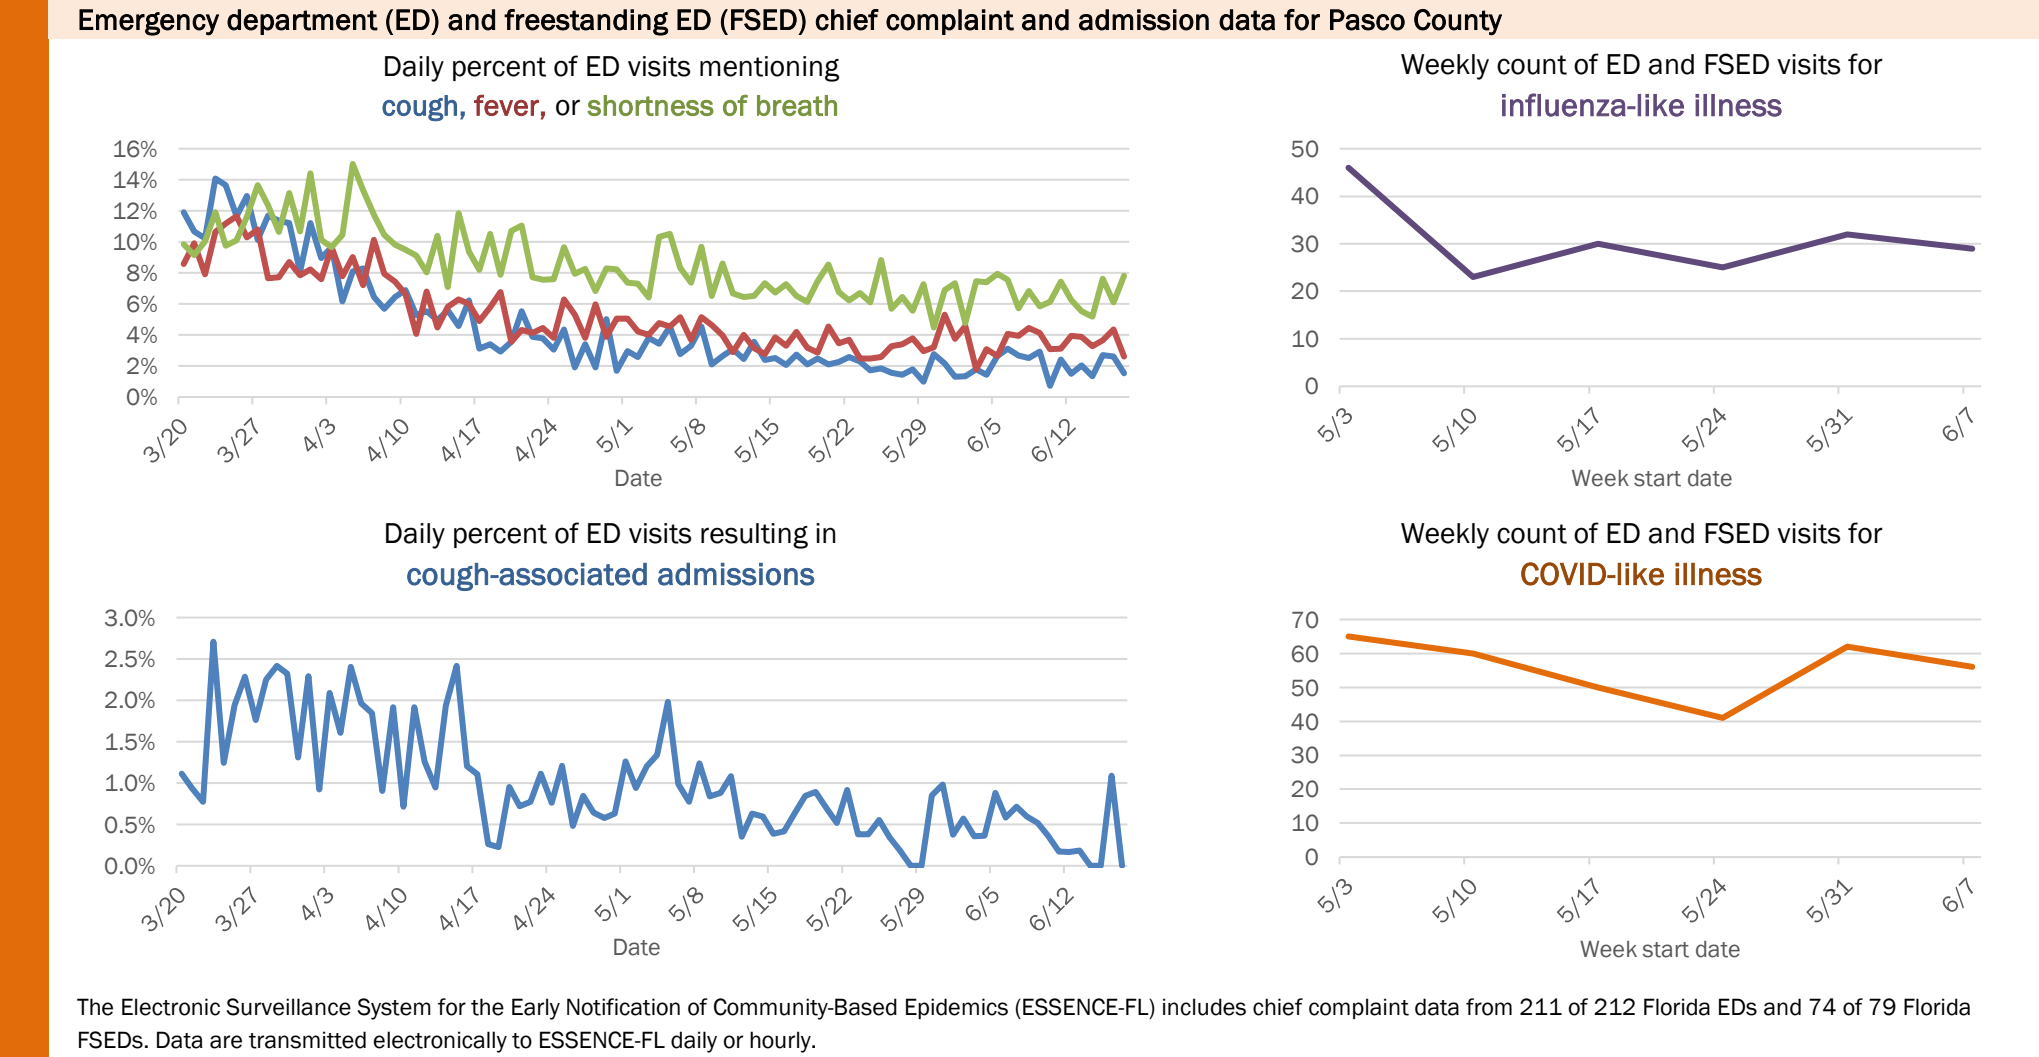 Emergency department (ED) and freestanding ED (FSED) chief complaint and admission data for Pasco County
Daily percent of ED visits mentioning
cough, fever, or shortness of breath
16%
14%
12%
10%
8%
6%
4%
2%
0%
3/20 3/27 4/3 4/10 4/17 4/24 5/1 5/8 5/15 5/22 5/29 6/5 6/12
Date
Weekly count of ED and FSED visits for
influenza-like illness
50
40
30
20
10
0
5/3 5/10 5/17 5/24 5/31 6/7
Week start date
Daily percent of ED visits resulting in
cough-associated admissions
3.0%
2.5%
2.0%
1.5%
1.0%
0.5%
0.0%
3/20 3/27 4/3 4/10 4/17 4/24 5/1 5/8 5/15 5/22 5/29 6/5 6/12
Date
Weekly count of ED and FSED visits for
COVID-like illness
70
60
50
40
30
20
10
0
5/3 5/10 5/17 5/24 5/31 6/7
Week start date
The Electronic Surveillance System for the Early Notification of Community-Based Epidemics (ESSENCE-FL) includes chief complaint data from 211 of 212 Florida EDs and 74 of 79 Florida
FSEDs. Data are transmitted electronically to ESSENCE-FL daily or hourly.